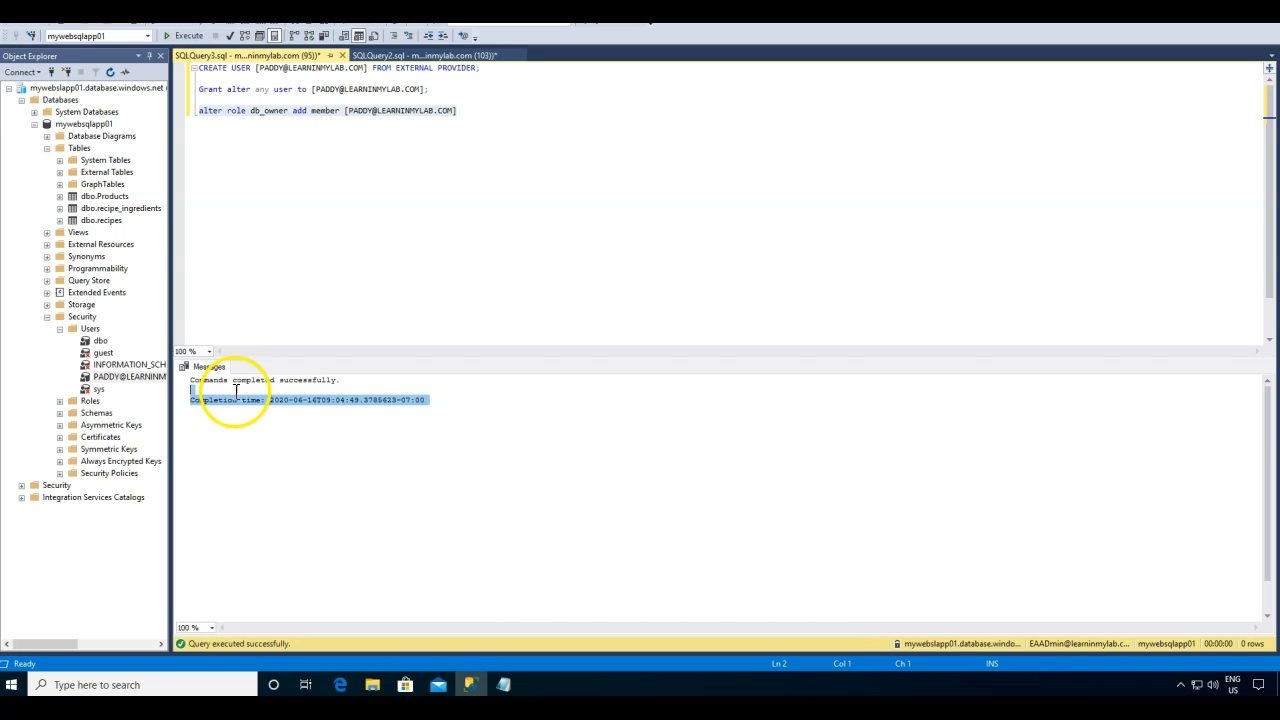 mywebsqlapp01
Execute
Object Explorer
SQLQuery3.sql - m...ninmylab.com (95))*
SQLQuery2.sql - m...inmylab.com (103))*
Connect
mywebslapp01.database.windows.net
Databases
System Databases
mywebsqlapp01
Database Diagrams
Tables
System Tables
External Tables
GraphTables
dbo.Products
dbo.recipe_ingredients
dbo.recipes
Views
External Resources
Synonyms
Programmability
Query Store
Extended Events
Storage
Security
Users
dbo
guest
INFORMATION_SCH
PADDY@LEARNINM
sys
Roles
Schemas
Asymmetric Keys
Certificates
Symmetric Keys
Always Encrypted Keys
Security Policies
Security
Integration Services Catalogs
CREATE USER [PADDY@LEARNINMYLAB.COM] FROM EXTERNAL PROVIDER;
Grant alter any user to [PADDY@LEARNINMYLAB.COM];
alter role db_owner add member [PADDY@LEARNINMYLAB.COM]
100 %
Messages
Commands completed successfully.
Completion time: 2020-06-16T09:04:49.3785623-07:00
100 %
Query executed successfully.
mywebslapp01.database.windo...
EAADmin@learninmylab.c...
mywebsqlapp01
00:00:00
0 rows
Ready
Ln 2
Col 1
Ch 1
INS
Type here to search
ENG
US